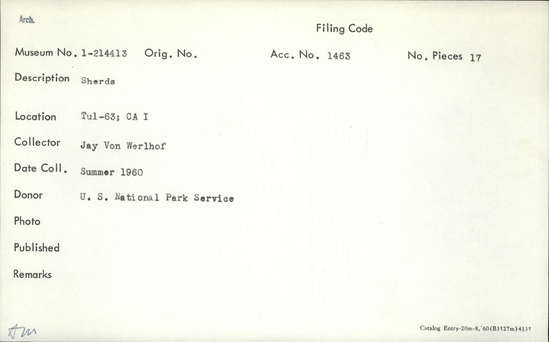 Arch.
Filing Code
Museum No. 1-214413 Orig. No. Acc. No. 1463 No. Pieces 17
Description Sherds
Location Tul-63; CA I
Collector Jay Von Werlhof
Date Coll. Summer 1960
Donor U. S. National Park Service
Photo
Published
Remarks
Catalog Entry-20m-8,'60(B3127m)4131